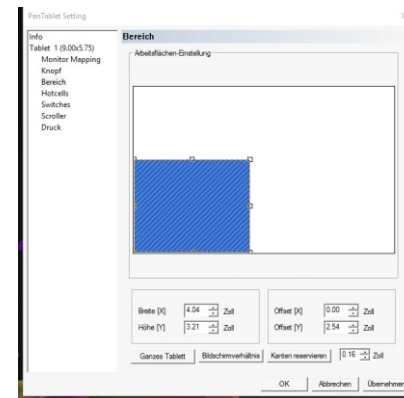 PenTablet Setting
Info
Tablet 1 (9.00x5.75)
Monitor Mapping
Knopf
Bereich
Hotcells
Switches
Scroller
Druck
Bereich
Arbeitsflächen-Einstellung
Breite [X] 4.04 Zoll
Höhe [Y] 3.21 Zoll
Offset [X] 0.00 Zoll
Offset [Y] 2.54 Zoll
Ganzes Tablett Bildschirmverhältnis Kanten reservieren 0.16 Zoll
OK Abbrechen Übernehmen